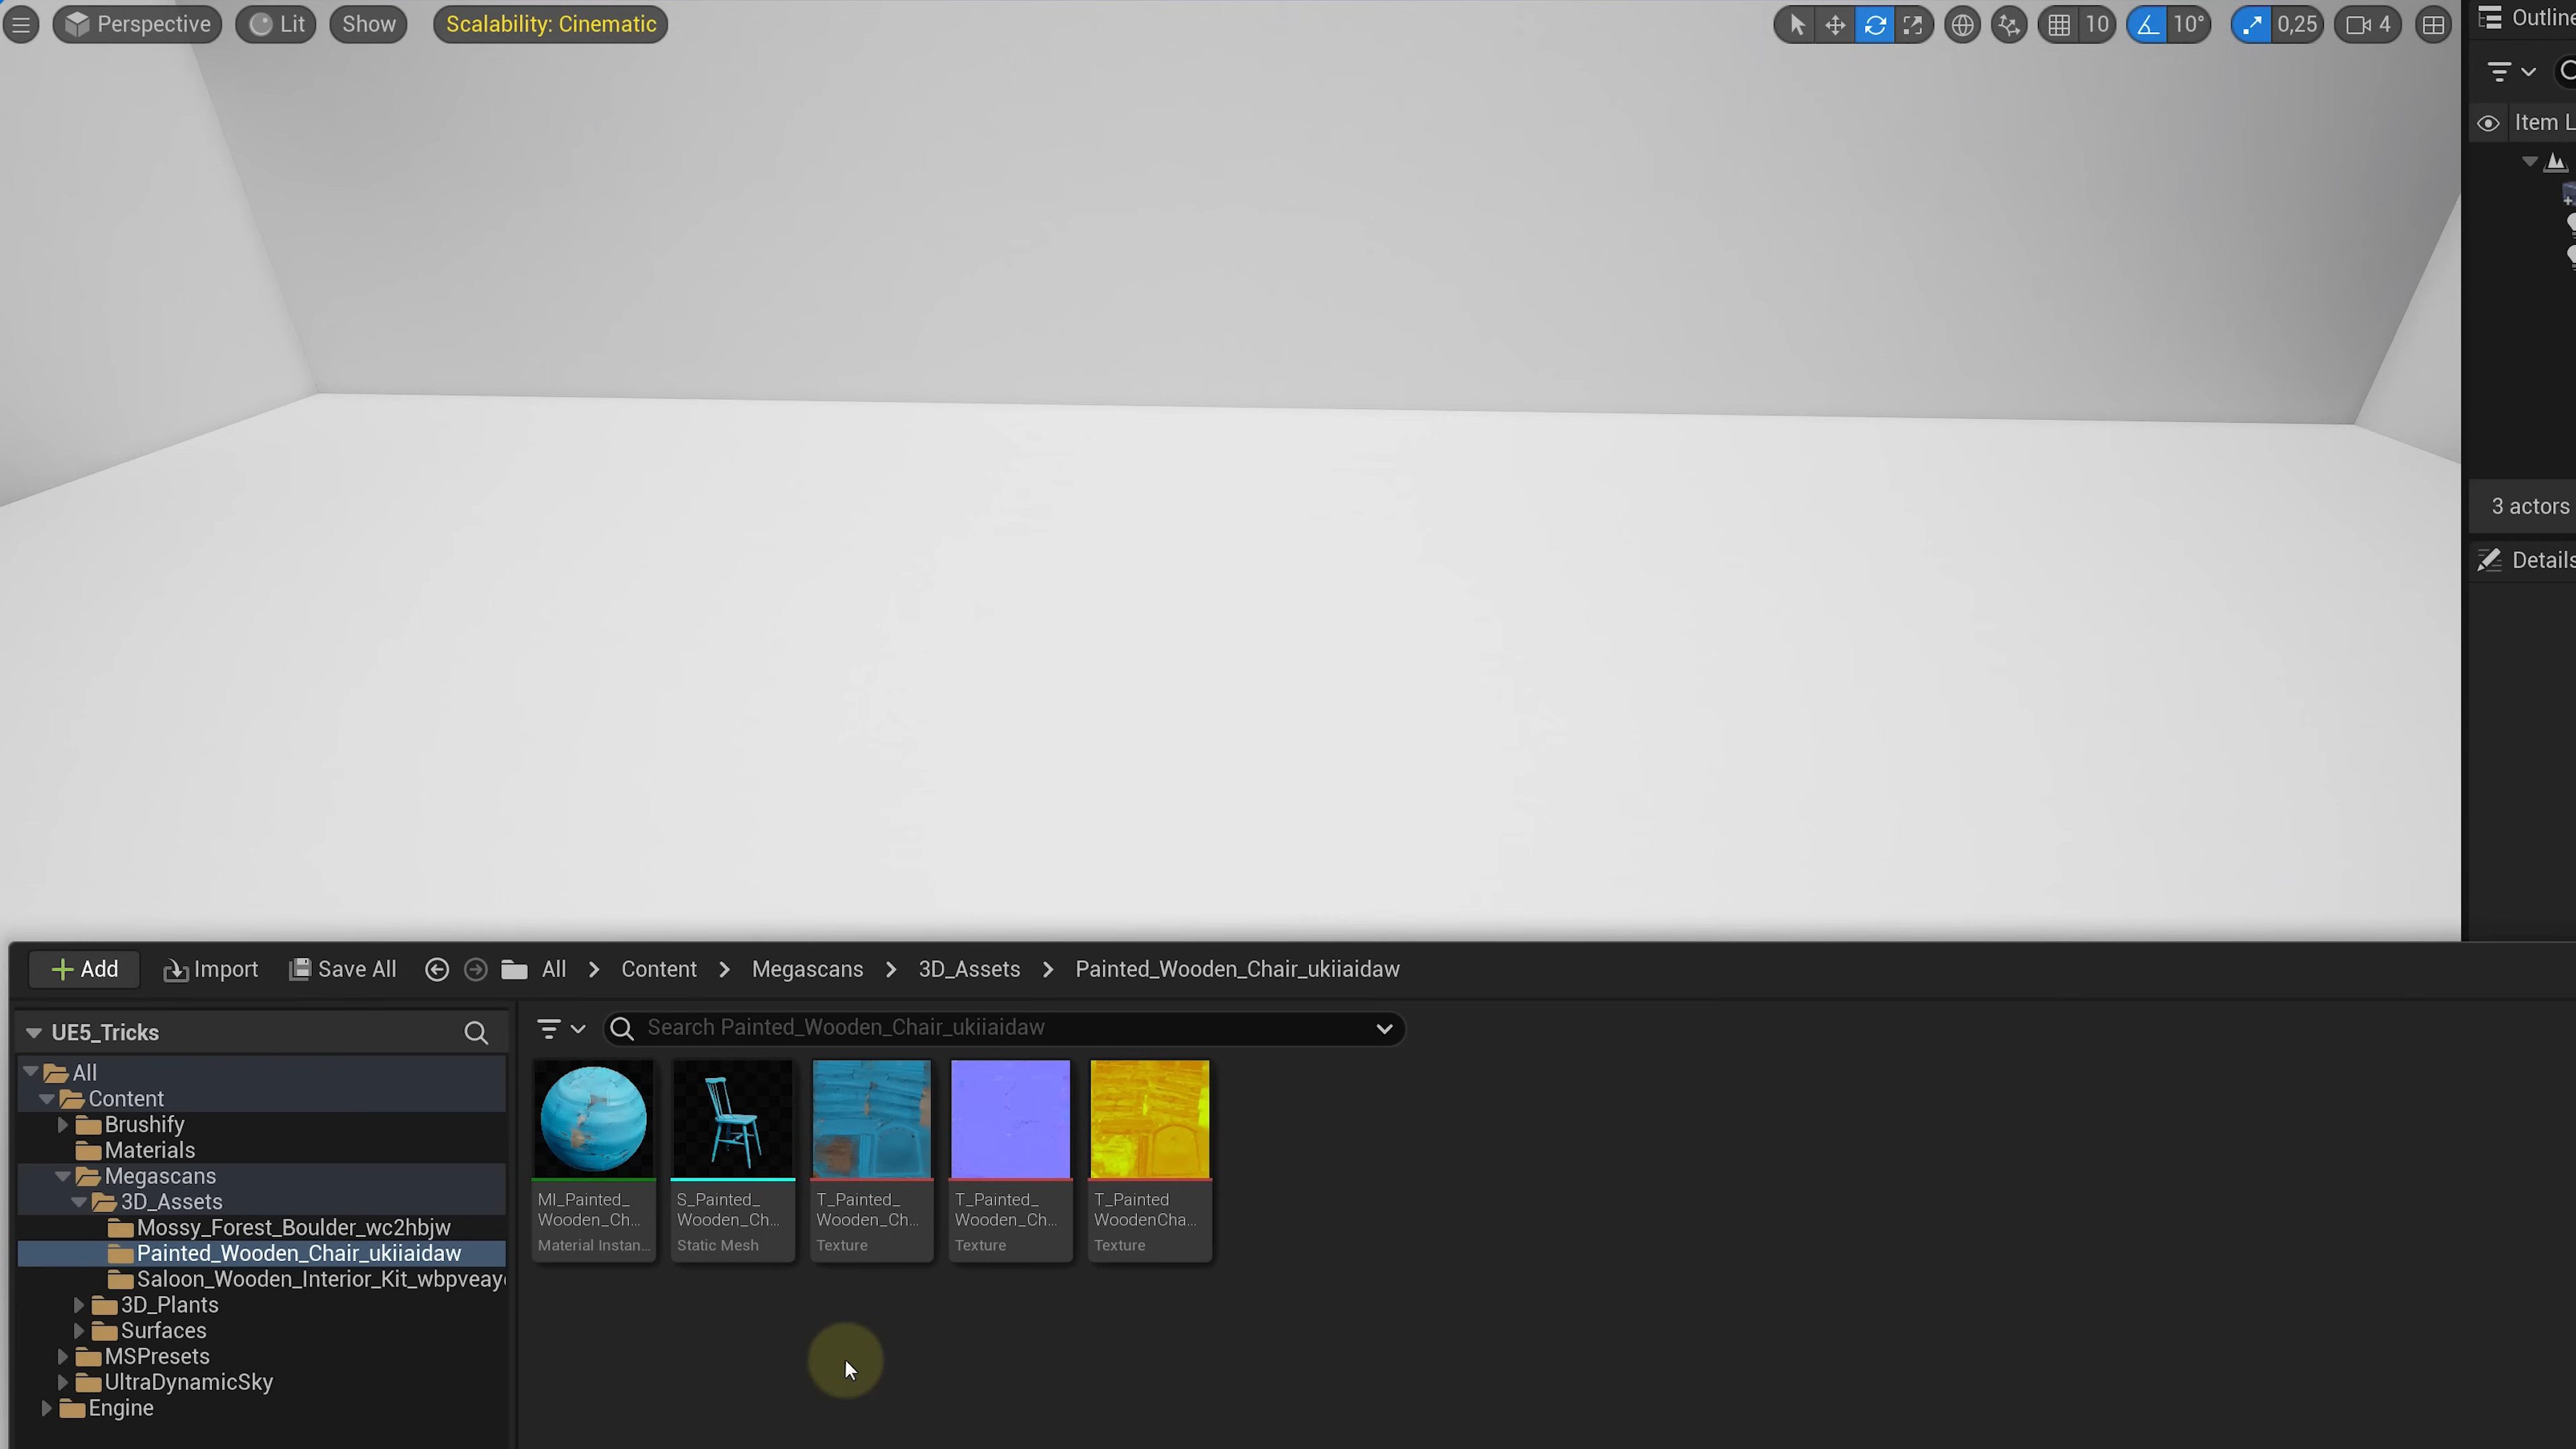 Perspective
Lit
Show
Scalability: Cinematic
10
10°
0,25
4
Outline
Item L
3 actors
Details
Add
Import
Save All
All
Content
Megascans
3D_Assets
Painted_Wooden_Chair_ukiiaidaw
UE5_Tricks
Search Painted_Wooden_Chair_ukiiaidaw
All
Content
Brushify
Materials
Megascans
3D_Assets
Mossy_Forest_Boulder_wc2hbjw
Painted_Wooden_Chair_ukiiaidaw
Saloon_Wooden_Interior_Kit_wbpveay
3D_Plants
Surfaces
MSPresets
UltraDynamicSky
Engine
MI_Painted_
Wooden_Ch...
Material Instan...
S_Painted_
Wooden_Ch...
Static Mesh
T_Painted_
Wooden_Ch...
Texture
T_Painted_
Wooden_Ch...
Texture
T_Painted
WoodenCha...
Texture